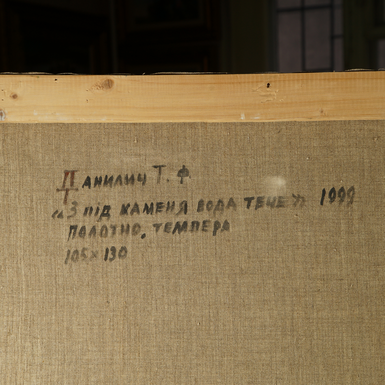 Данилич Т. Ф
«З під каменя вода тече» 1999
полотно, темпера
105×130